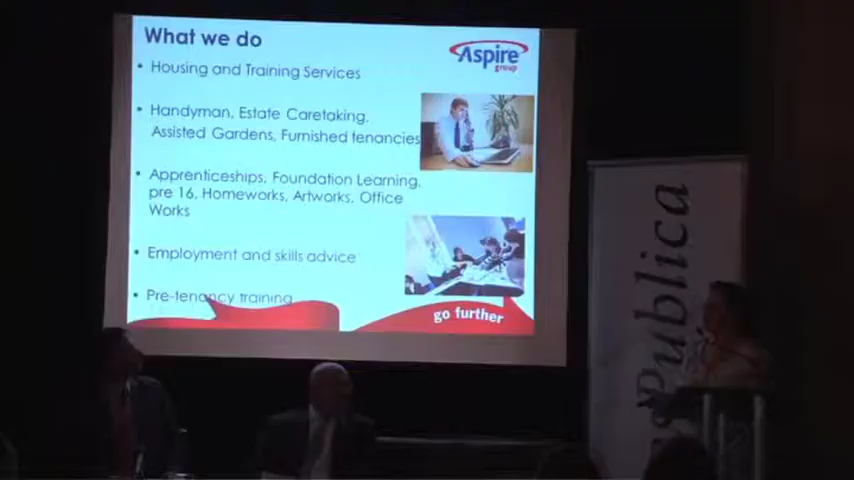 What we do
Aspire
group
• Housing and Training Services
• Handyman, Estate Caretaking,
Assisted Gardens, Furnished tenancies
• Apprenticeships, Foundation Learning,
pre 16, Homeworks, Artworks, Office
Works
• Employment and skills advice
• Pre-tenancy training
go further
Publica